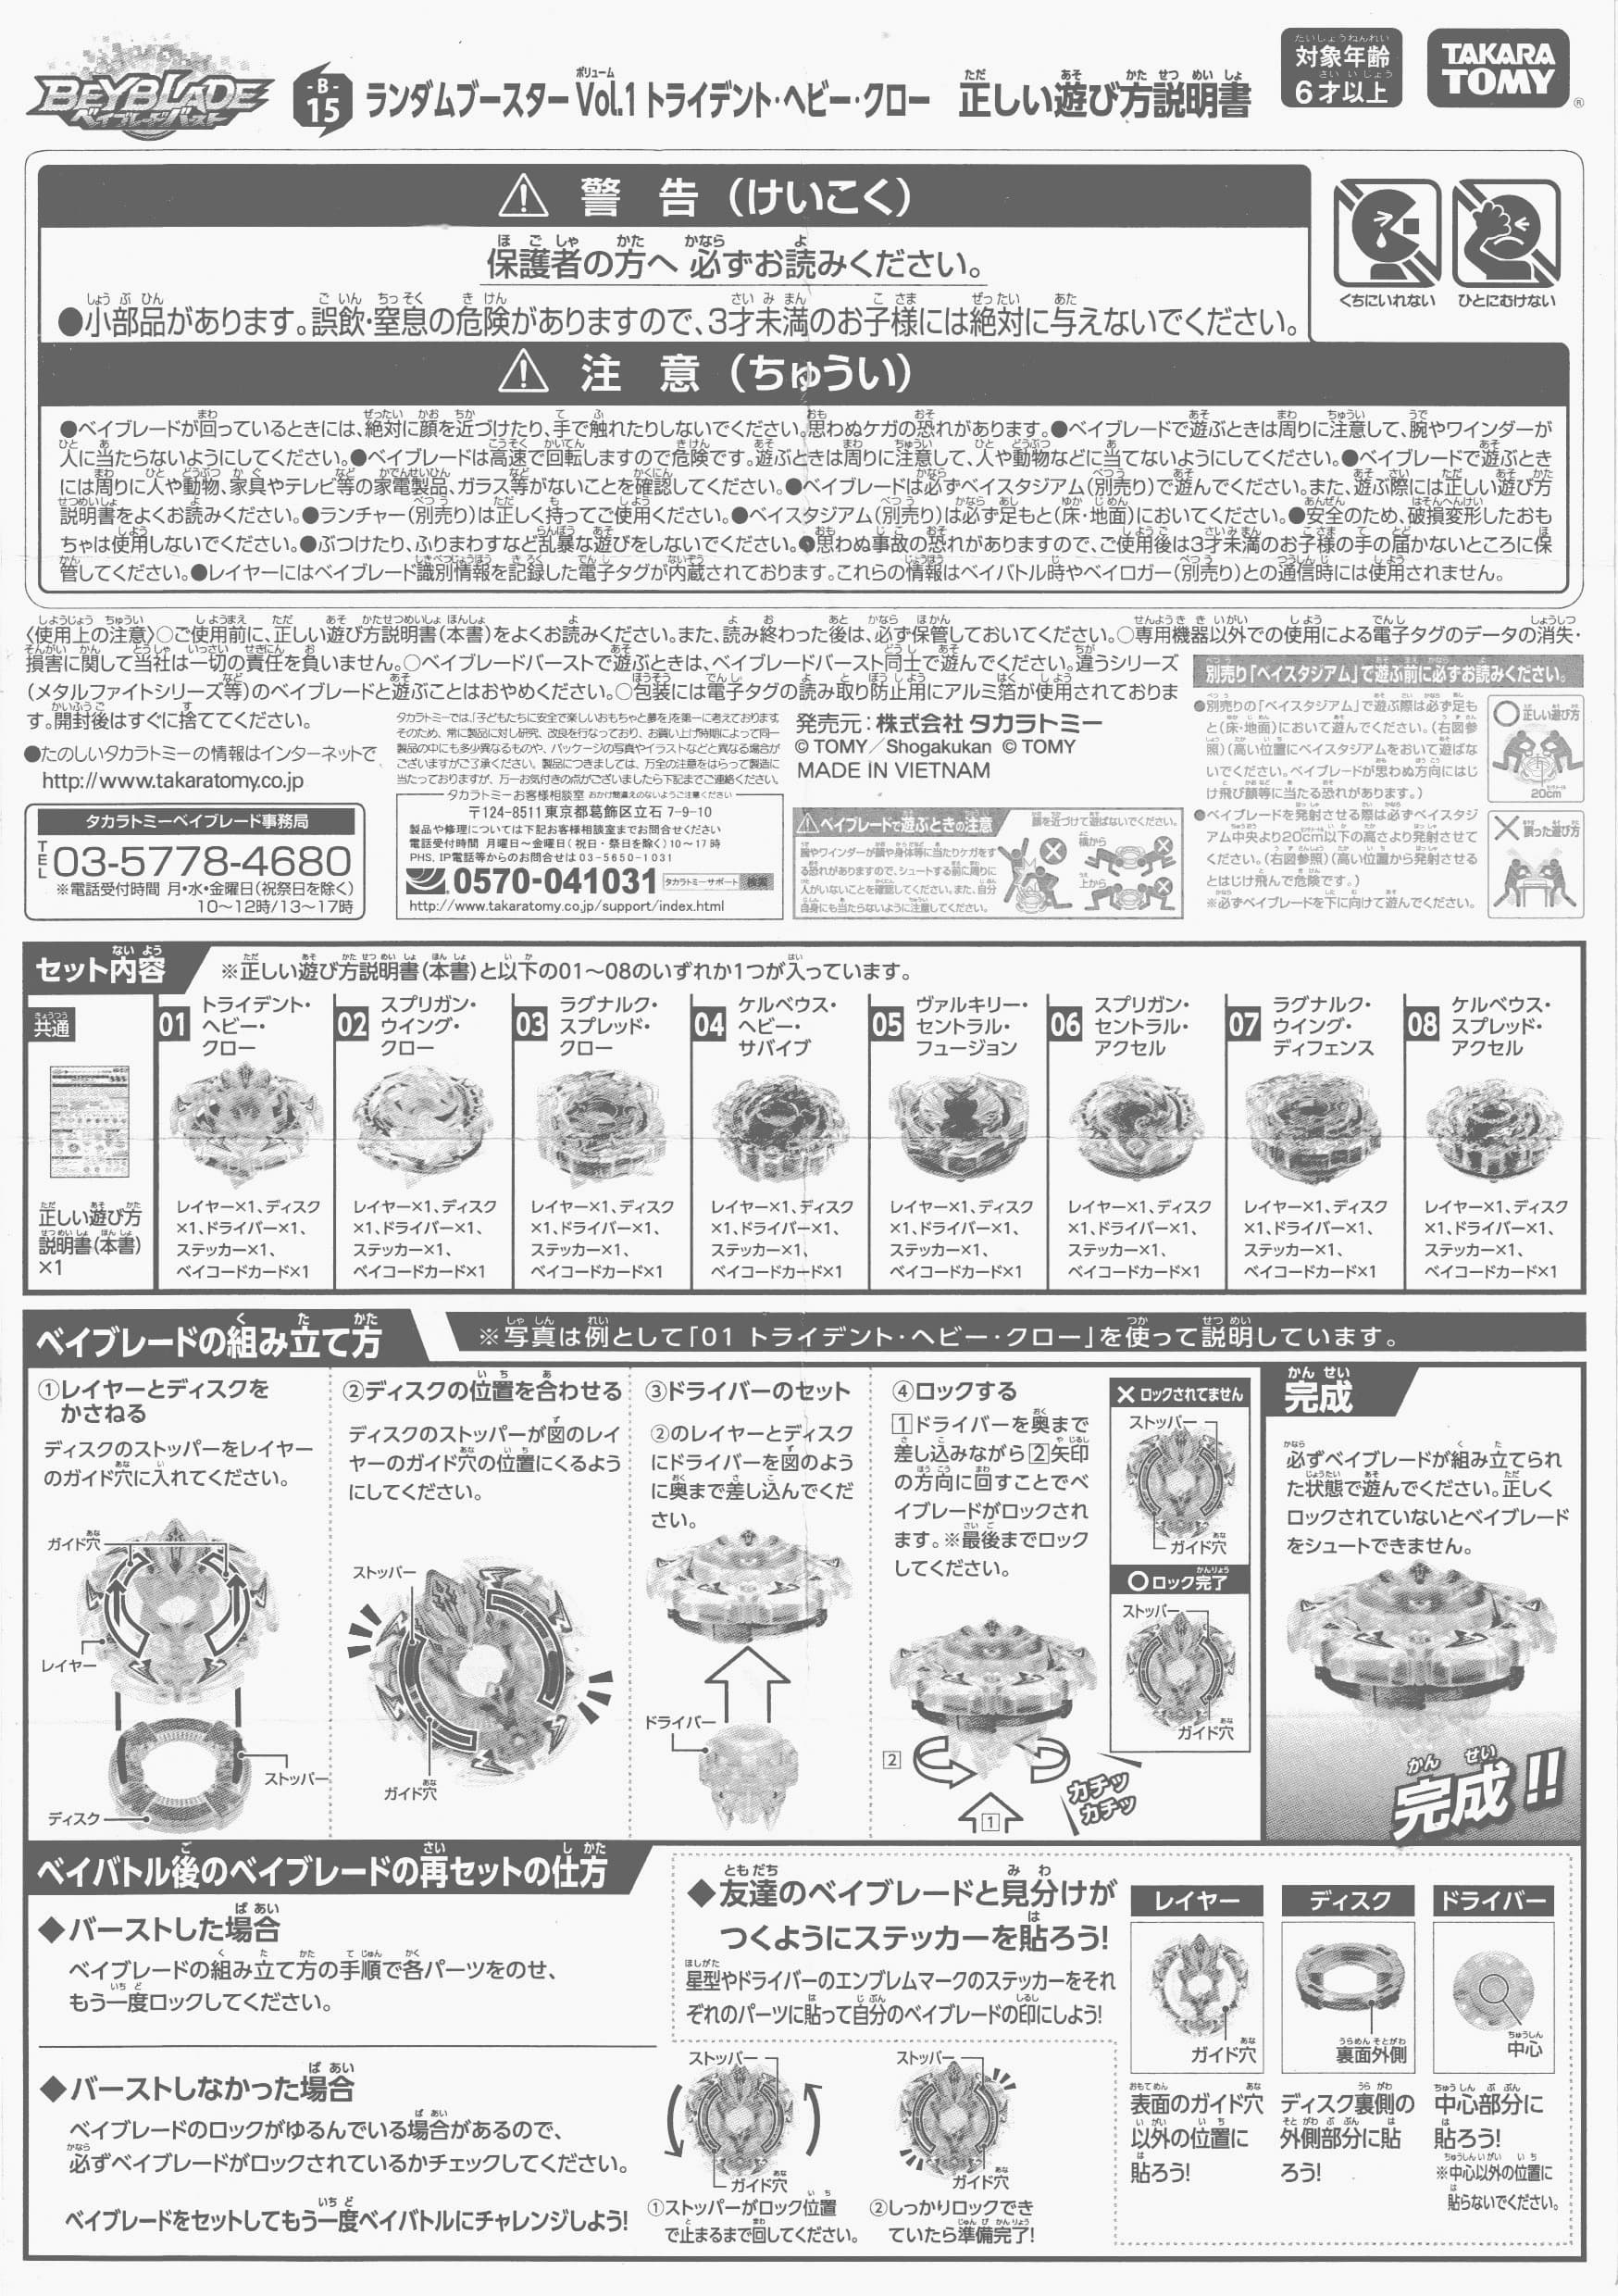 BEYBLADE
ベイブレードバースト
B-15 ランダムブースター Vol.1 トライデント・ヘビー・クロー 正しい遊び方説明書
対象年齢
6才以上
TAKARA
TOMY
®
⚠ 警 告（けいこく）
保護者の方へ 必ずお読みください。
●小部品があります。誤飲・窒息の危険がありますので、3才未満のお子様には絶対に与えないでください。
くちにいれない ひとにむけない
⚠ 注 意（ちゅうい）
●ベイブレードが回っているときには、絶対に顔を近づけたり、手で触れたりしないでください。思わぬケガの恐れがあります。●ベイブレードで遊ぶときは周りに注意して、腕やワインダーが
人に当たらないようにしてください。●ベイブレードは高速で回転しますので危険です。遊ぶときは周りに注意して、人や動物などに当てないようにしてください。●ベイブレードで遊ぶとき
には周りに人や動物、家具やテレビ等の家電製品、ガラス等がないことを確認してください。●ベイブレードは必ずベイスタジアム（別売り）で遊んでください。また、遊ぶ際には正しい遊び方
説明書をよくお読みください。●ランチャー（別売り）は正しく持ってご使用ください。●ベイスタジアム（別売り）は必ず足もと（床・地面）においてください。●安全のため、破損変形したおも
ちゃは使用しないでください。●ぶつけたり、ふりまわすなど乱暴な遊びをしないでください。●思わぬ事故の恐れがありますので、ご使用後は3才未満のお子様の手の届かないところに保
管してください。●レイヤーにはベイブレード識別情報を記録した電子タグが内蔵されております。これらの情報はベイバトル時やベイロガー（別売り）との通信時には使用されません。
〈使用上の注意〉○ご使用前に、正しい遊び方説明書（本書）をよくお読みください。また、読み終わった後は、必ず保管しておいてください。○専用機器以外での使用による電子タグのデータの消失・
損害に関して当社は一切の責任を負いません。○ベイブレードバーストで遊ぶときは、ベイブレードバースト同士で遊んでください。違うシリーズ
（メタルファイトシリーズ等）のベイブレードと遊ぶことはおやめください。○包装には電子タグの読み取り防止用にアルミ箔が使用されておりま
す。開封後はすぐに捨ててください。
●たのしいタカラトミーの情報はインターネットで
http://www.takaratomy.co.jp
タカラトミーベイブレード事務局
TEL 03-5778-4680
※電話受付時間 月・水・金曜日（祝祭日を除く）
10〜12時/13〜17時
タカラトミーでは、「子どもたちに安全で楽しいおもちゃと夢を」を第一に考えております。
そのため、常に製品に対し研究、改良を行なっており、お買い上げ時期によって同一
製品の中にも多少異なるものや、パッケージの写真やイラストなどと異なる場合が
ございますがご了承ください。製品につきましては、万全の注意をはらって製造に
当たっておりますが、万一お気付きの点がございましたら下記までご連絡ください。
タカラトミーお客様相談室 おかけ間違えのないようご注意ください
〒124-8511 東京都葛飾区立石 7-9-10
製品や修理については下記お客様相談室までお問合せください
電話受付時間 月曜日〜金曜日（祝日・祭日を除く）10〜17時
PHS、IP電話等からのお問合せは 03-5650-1031
0570-041031 タカラトミーサポート 検索
http://www.takaratomy.co.jp/support/index.html
発売元：株式会社 タカラトミー
© TOMY／Shogakukan © TOMY
MADE IN VIETNAM
⚠ベイブレードで遊ぶときの注意
腕やワインダーが顔や身体等に当たりケガをす
る恐れがありますので、シュートする前に周りに
人がいないことを確認してください。また、自分
自身にも当たらないように注意してください。
顔を近づけて遊ばないでください。
横から
上から
別売り「ベイスタジアム」で遊ぶ前に必ずお読みください。
●別売りの「ベイスタジアム」で遊ぶ際は必ず足も
と（床・地面）において遊んでください。（右図参
照）（高い位置にベイスタジアムをおいて遊ばな
いでください。ベイブレードが思わぬ方向にはじ
け飛び顔等に当たる恐れがあります。）
●ベイブレードを発射させる際は必ずベイスタジ
アム中央より20cm以下の高さより発射させて
ください。（右図参照）（高い位置から発射させる
とはじけ飛んで危険です。）
※必ずベイブレードを下に向けて遊んでください。
○ 正しい遊び方
20cm
× 誤った遊び方
セット内容 ※正しい遊び方説明書（本書）と以下の01〜08のいずれか1つが入っています。
共通
正しい遊び方
説明書（本書）
×1
01 トライデント・
ヘビー・
クロー
レイヤー×1、ディスク
×1、ドライバー×1、
ステッカー×1、
ベイコードカード×1
02 スプリガン・
ウイング・
クロー
レイヤー×1、ディスク
×1、ドライバー×1、
ステッカー×1、
ベイコードカード×1
03 ラグナルク・
スプレッド・
クロー
レイヤー×1、ディスク
×1、ドライバー×1、
ステッカー×1、
ベイコードカード×1
04 ケルベウス・
ヘビー・
サバイブ
レイヤー×1、ディスク
×1、ドライバー×1、
ステッカー×1、
ベイコードカード×1
05 ヴァルキリー・
セントラル・
フュージョン
レイヤー×1、ディスク
×1、ドライバー×1、
ステッカー×1、
ベイコードカード×1
06 スプリガン・
セントラル・
アクセル
レイヤー×1、ディスク
×1、ドライバー×1、
ステッカー×1、
ベイコードカード×1
07 ラグナルク・
ウイング・
ディフェンス
レイヤー×1、ディスク
×1、ドライバー×1、
ステッカー×1、
ベイコードカード×1
08 ケルベウス・
スプレッド・
アクセル
レイヤー×1、ディスク
×1、ドライバー×1、
ステッカー×1、
ベイコードカード×1
ベイブレードの組み立て方 ※写真は例として「01 トライデント・ヘビー・クロー」を使って説明しています。
①レイヤーとディスクを
かさねる
ディスクのストッパーをレイヤー
のガイド穴に入れてください。
ガイド穴
レイヤー
ストッパー
ディスク
②ディスクの位置を合わせる
ディスクのストッパーが図のレイ
ヤーのガイド穴の位置にくるよう
にしてください。
ストッパー
ガイド穴
③ドライバーのセット
②のレイヤーとディスク
にドライバーを図のよう
に奥まで差し込んでくだ
さい。
ドライバー
④ロックする
1ドライバーを奥まで
差し込みながら2矢印
の方向に回すことでベ
イブレードがロックされ
ます。※最後までロック
してください。
2
1
カチッ
カチッ
× ロックされてません
ストッパー
ガイド穴
○ロック完了
ストッパー
ガイド穴
完成
必ずベイブレードが組み立てられ
た状態で遊んでください。正しく
ロックされていないとベイブレード
をシュートできません。
完成!!
ベイバトル後のベイブレードの再セットの仕方
◆バーストした場合
ベイブレードの組み立て方の手順で各パーツをのせ、
もう一度ロックしてください。
◆バーストしなかった場合
ベイブレードのロックがゆるんでいる場合があるので、
必ずベイブレードがロックされているかチェックしてください。
ベイブレードをセットしてもう一度ベイバトルにチャレンジしよう!
ストッパー
ガイド穴
①ストッパーがロック位置
で止まるまで回してください。
ストッパー
ガイド穴
②しっかりロックでき
ていたら準備完了!
◆友達のベイブレードと見分けが
つくようにステッカーを貼ろう!
星型やドライバーのエンブレムマークのステッカーをそれ
ぞれのパーツに貼って自分のベイブレードの印にしよう!
レイヤー
ガイド穴
表面のガイド穴
以外の位置に
貼ろう!
ディスク
裏面外側
ディスク裏側の
外側部分に貼
ろう!
ドライバー
中心
中心部分に
貼ろう!
※中心以外の位置に
貼らないでください。